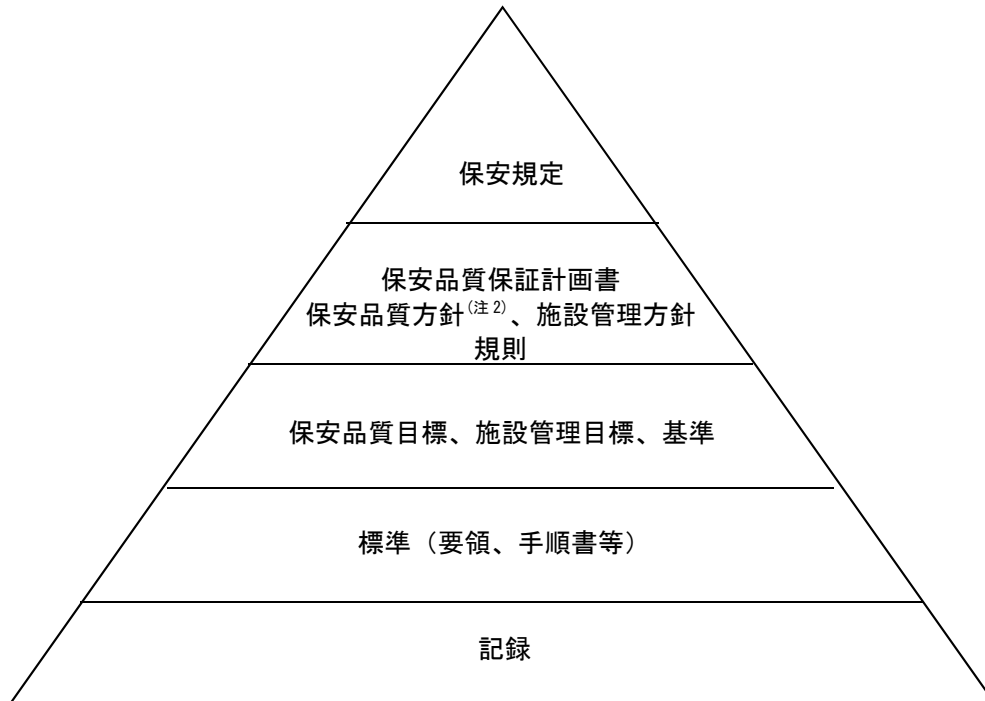 保安規定
保安品質保証計画書
保安品質方針(注2)、施設管理方針
規則
保安品質目標、施設管理目標、基準
標準（要領、手順書等）
記録